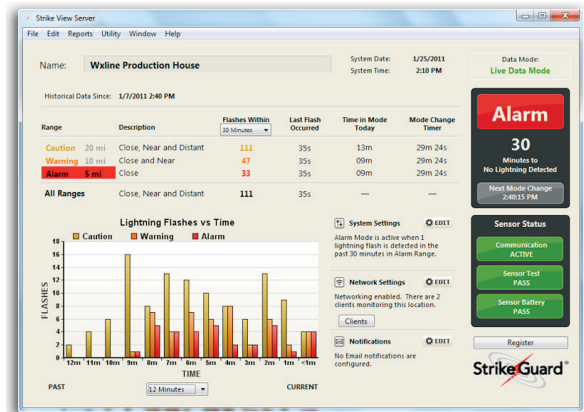 Strike View Server
File Edit Reports Utility Window Help
Name: Wxline Production House
System Date: 1/25/2011
System Time: 2:10 PM
Data Mode:
Live Data Mode
Historical Data Since: 1/7/2011 2:40 PM
Range Description Flashes Within 30 Minutes Last Flash Occurred Time in Mode Today Mode Change Timer
Caution 20 mi Close, Near and Distant 111 35s 13m 29m 24s
Warning 10 mi Close and Near 47 35s 09m 29m 24s
Alarm 5 mi Close 33 35s 09m 29m 24s
All Ranges Close, Near and Distant 111 35s — —
Alarm
30
Minutes to
No Lightning Detected
Next Mode Change
2:40:15 PM
Lightning Flashes vs Time
Caution Warning Alarm
FLASHES
18
16
14
12
10
8
6
4
2
0
12m 11m 10m 9m 8m 7m 6m 5m 4m 3m 2m 1m <1m
TIME
PAST 12 Minutes CURRENT
System Settings EDIT
Alarm Mode is active when 1
lightning flash is detected in the
past 30 minutes in Alarm Range.
Network Settings EDIT
Networking enabled. There are 2
clients monitoring this location.
Clients
Notifications EDIT
No Email notifications are
configured.
Sensor Status
Communication
ACTIVE
Sensor Test
PASS
Sensor Battery
PASS
Register
StrikeGuard